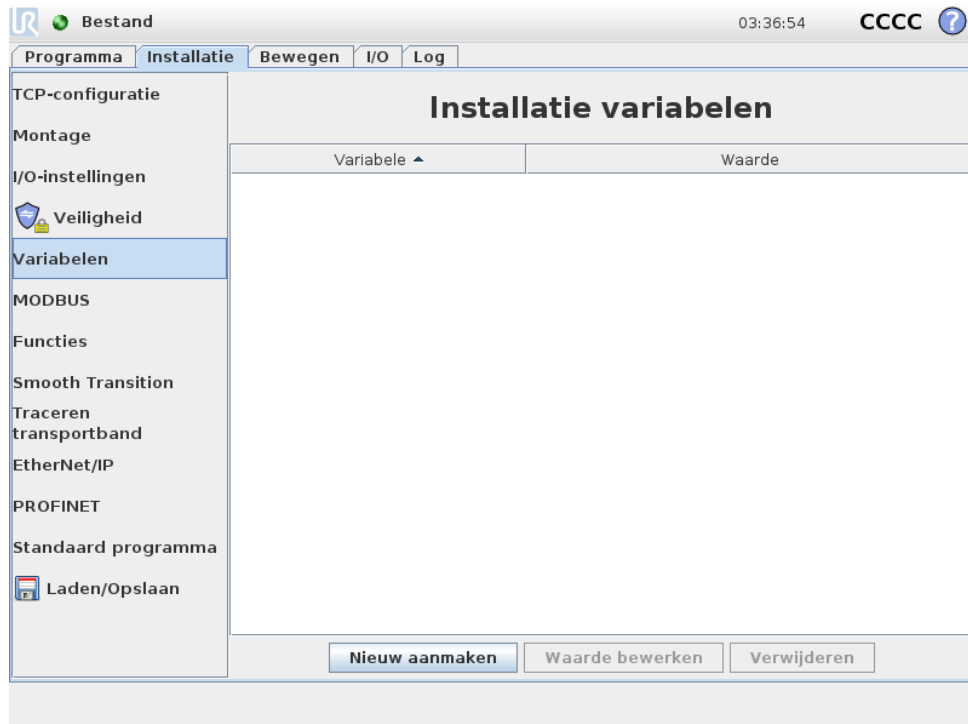 UR Bestand 03:36:54 CCCC ?
Programma Installatie Bewegen I/O Log
TCP-configuratie
Montage
I/O-instellingen
Veiligheid
Variabelen
MODBUS
Functies
Smooth Transition
Traceren
transportband
EtherNet/IP
PROFINET
Standaard programma
Laden/Opslaan
Installatie variabelen
Variabele Waarde
Nieuw aanmaken Waarde bewerken Verwijderen